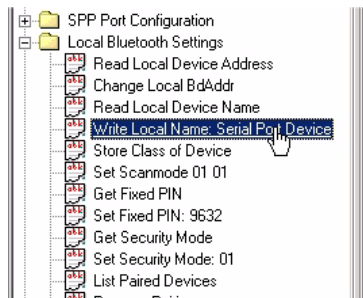 SPP Port Configuration
Local Bluetooth Settings
Read Local Device Address
Change Local BdAddr
Read Local Device Name
Write Local Name: Serial Port Device
Store Class of Device
Set Scanmode 01 01
Get Fixed PIN
Set Fixed PIN: 9632
Get Security Mode
Set Security Mode: 01
List Paired Devices